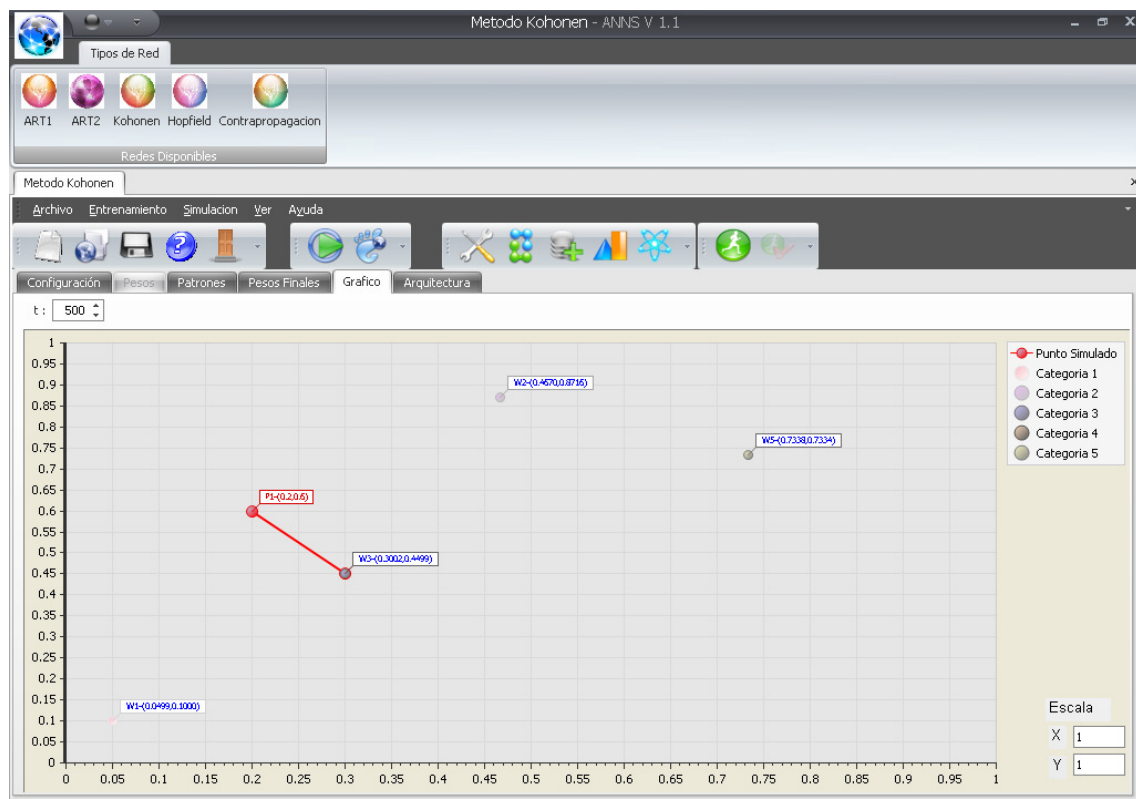 Metodo Kohonen - ANNS V 1.1
Tipos de Red
ART1 ART2 Kohonen Hopfield Contrapropagacion
Redes Disponibles
Metodo Kohonen
Archivo Entrenamiento Simulacion Ver Ayuda
Configuración Pesos Patrones Pesos Finales Grafico Arquitectura
t: 500
1
0.95
0.9
0.85
0.8
0.75
0.7
0.65
0.6
0.55
0.5
0.45
0.4
0.35
0.3
0.25
0.2
0.15
0.1
0.05
0
0 0.05 0.1 0.15 0.2 0.25 0.3 0.35 0.4 0.45 0.5 0.55 0.6 0.65 0.7 0.75 0.8 0.85 0.9 0.95 1
W2-(0.4670,0.8716)
W5-(0.7338,0.7334)
P1-(0.2,0.6)
W3-(0.3002,0.4499)
W1-(0.0499,0.1000)
Punto Simulado
Categoria 1
Categoria 2
Categoria 3
Categoria 4
Categoria 5
Escala
X 1
Y 1